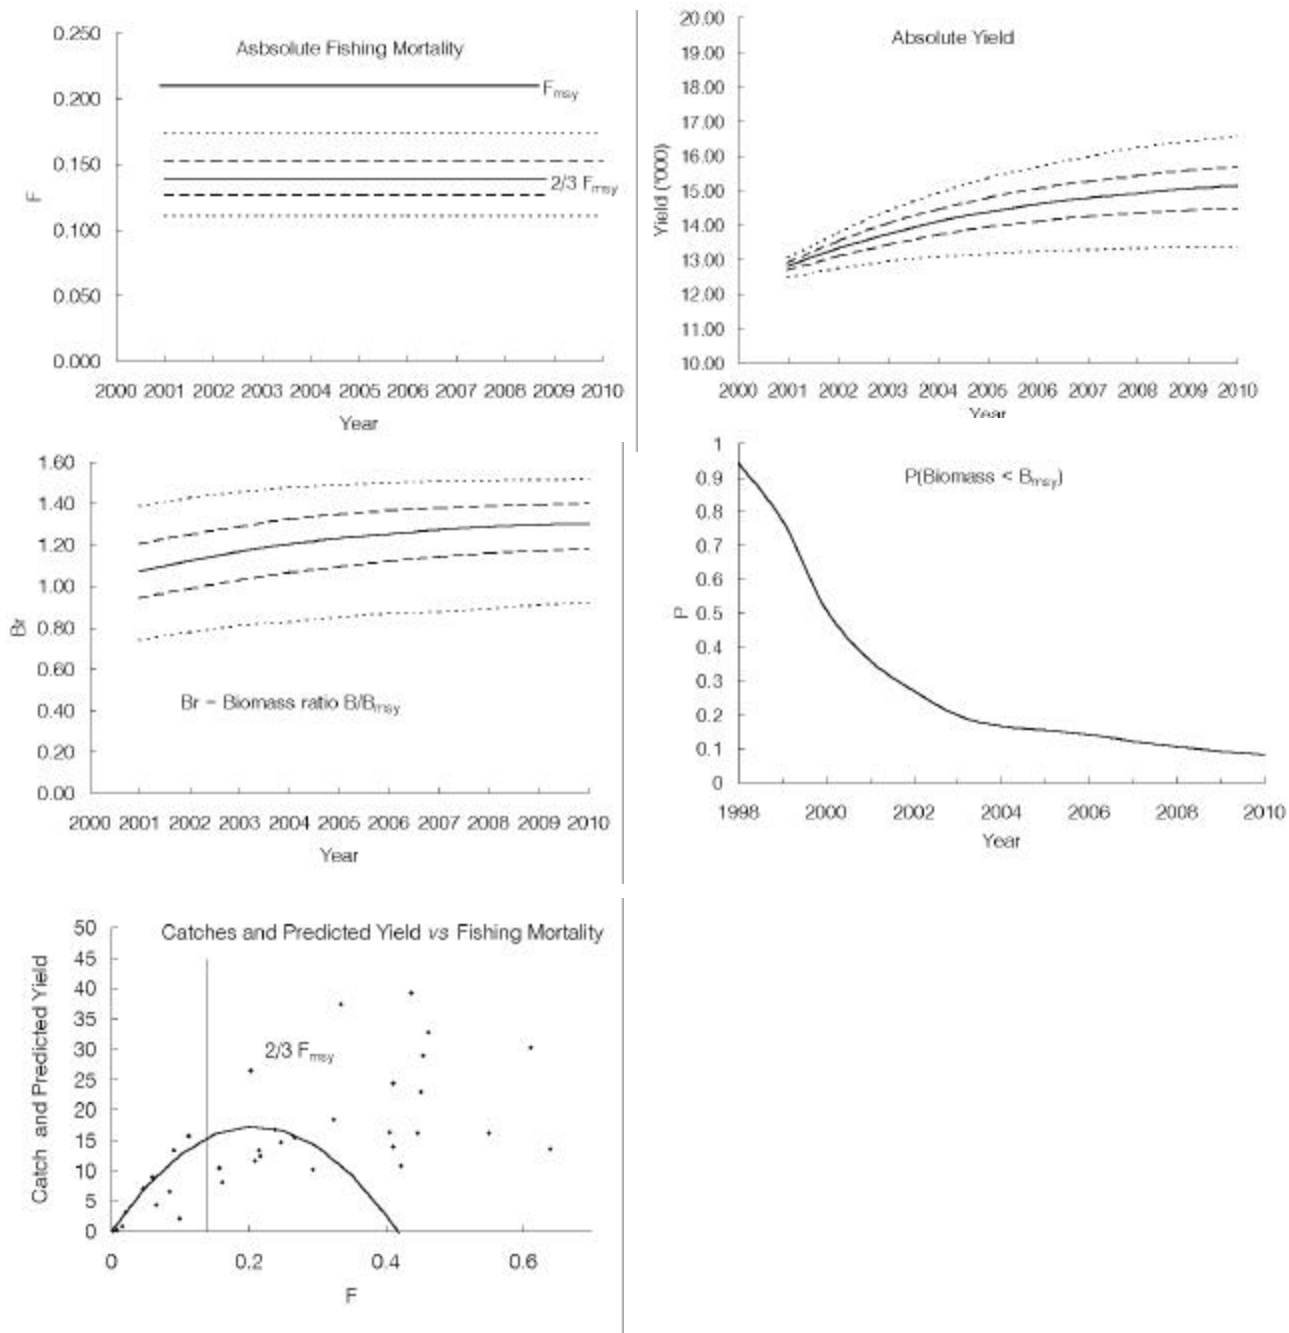 0.250
Asbsolute Fishing Mortality
0.200
F_msy
0.150
2/3 F_msy
F
0.100
0.050
0.000
2000 2001 2002 2003 2004 2005 2006 2007 2008 2009 2010
Year
20.00
Absolute Yield
19.00
18.00
17.00
16.00
Yield ('000)
15.00
14.00
13.00
12.00
11.00
10.00
2000 2001 2002 2003 2004 2005 2006 2007 2008 2009 2010
Year
1.60
1.40
1.20
1.00
Br
0.80
0.60
0.40
Br = Biomass ratio B/B_msy
0.20
0.00
2000 2001 2002 2003 2004 2005 2006 2007 2008 2009 2010
Year
1
P(Biomass < B_msy)
0.9
0.8
0.7
0.6
P
0.5
0.4
0.3
0.2
0.1
0
1998 2000 2002 2004 2006 2008 2010
Year
50
Catches and Predicted Yield vs Fishing Mortality
45
40
35
30
2/3 F_msy
Catch and Predicted Yield
25
20
15
10
5
0
0 0.2 0.4 0.6
F